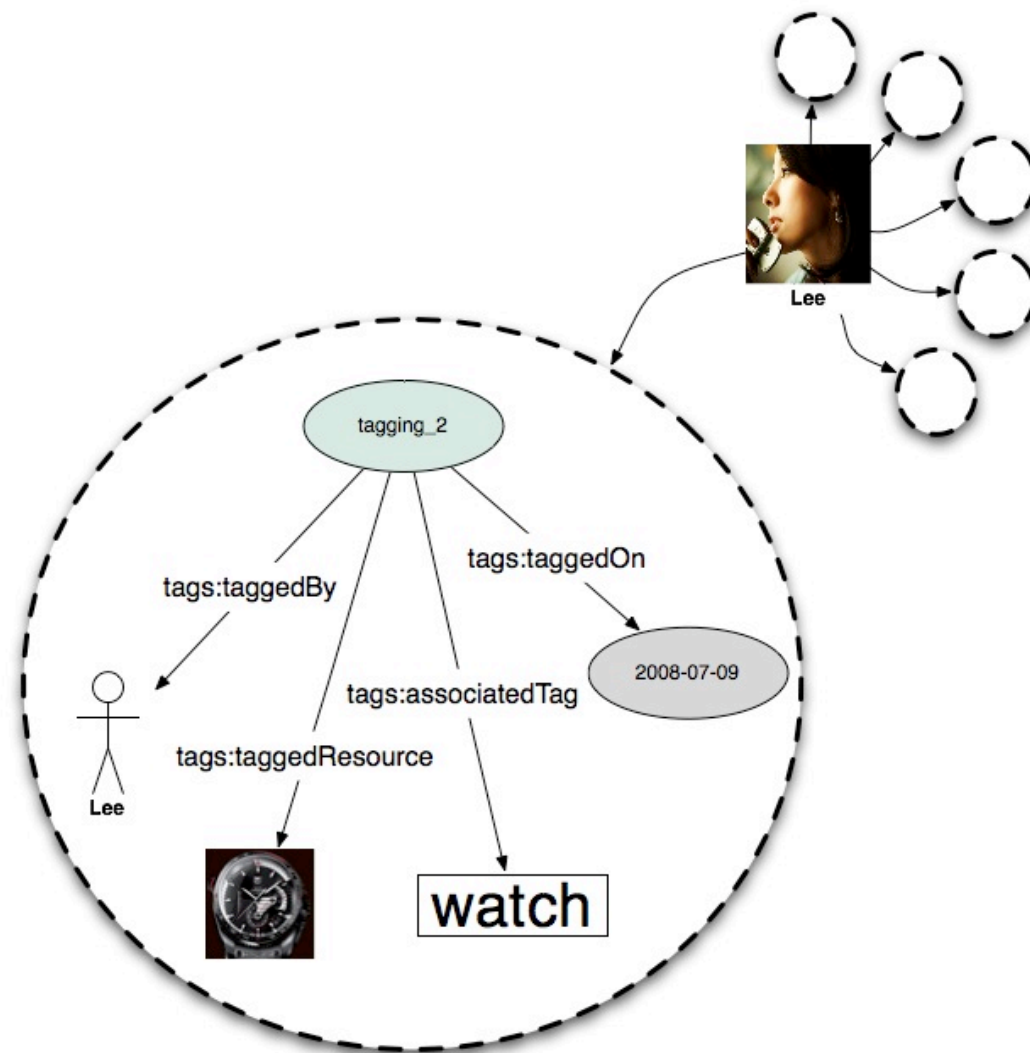 Lee
tagging_2
tags:taggedOn
tags:taggedBy
2008-07-09
tags:associatedTag
tags:taggedResource
Lee
watch